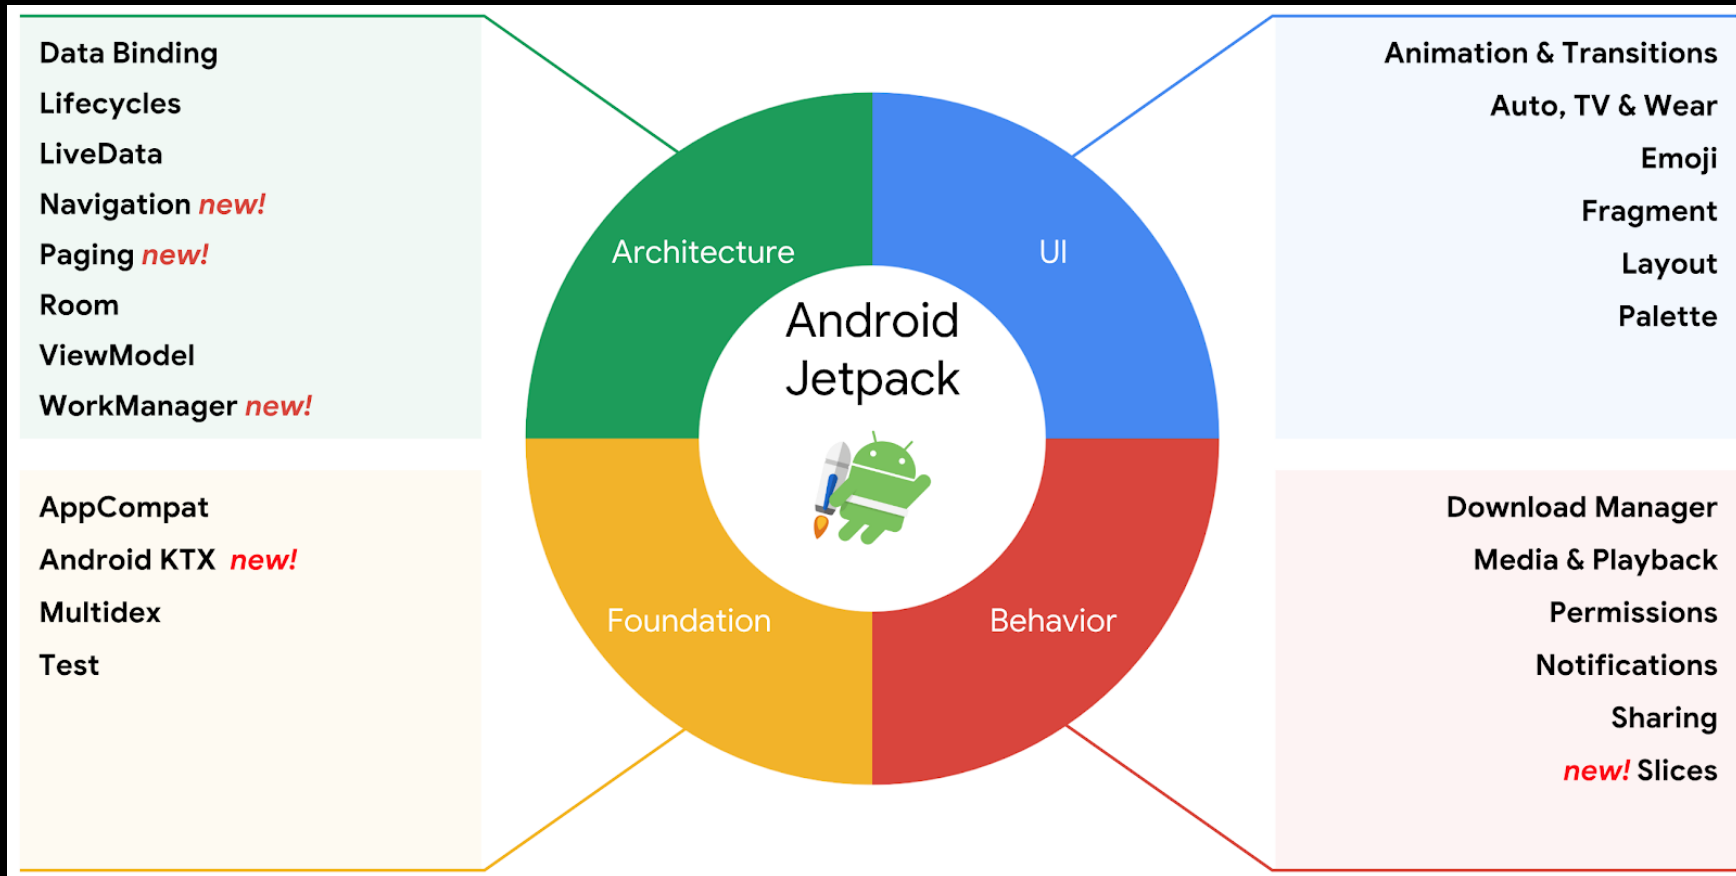 Data Binding
Lifecycles
LiveData
Navigation new!
Paging new!
Room
ViewModel
WorkManager new!
AppCompat
Android KTX new!
Multidex
Test
Architecture
UI
Android
Jetpack
Foundation
Behavior
Animation & Transitions
Auto, TV & Wear
Emoji
Fragment
Layout
Palette
Download Manager
Media & Playback
Permissions
Notifications
Sharing
new! Slices